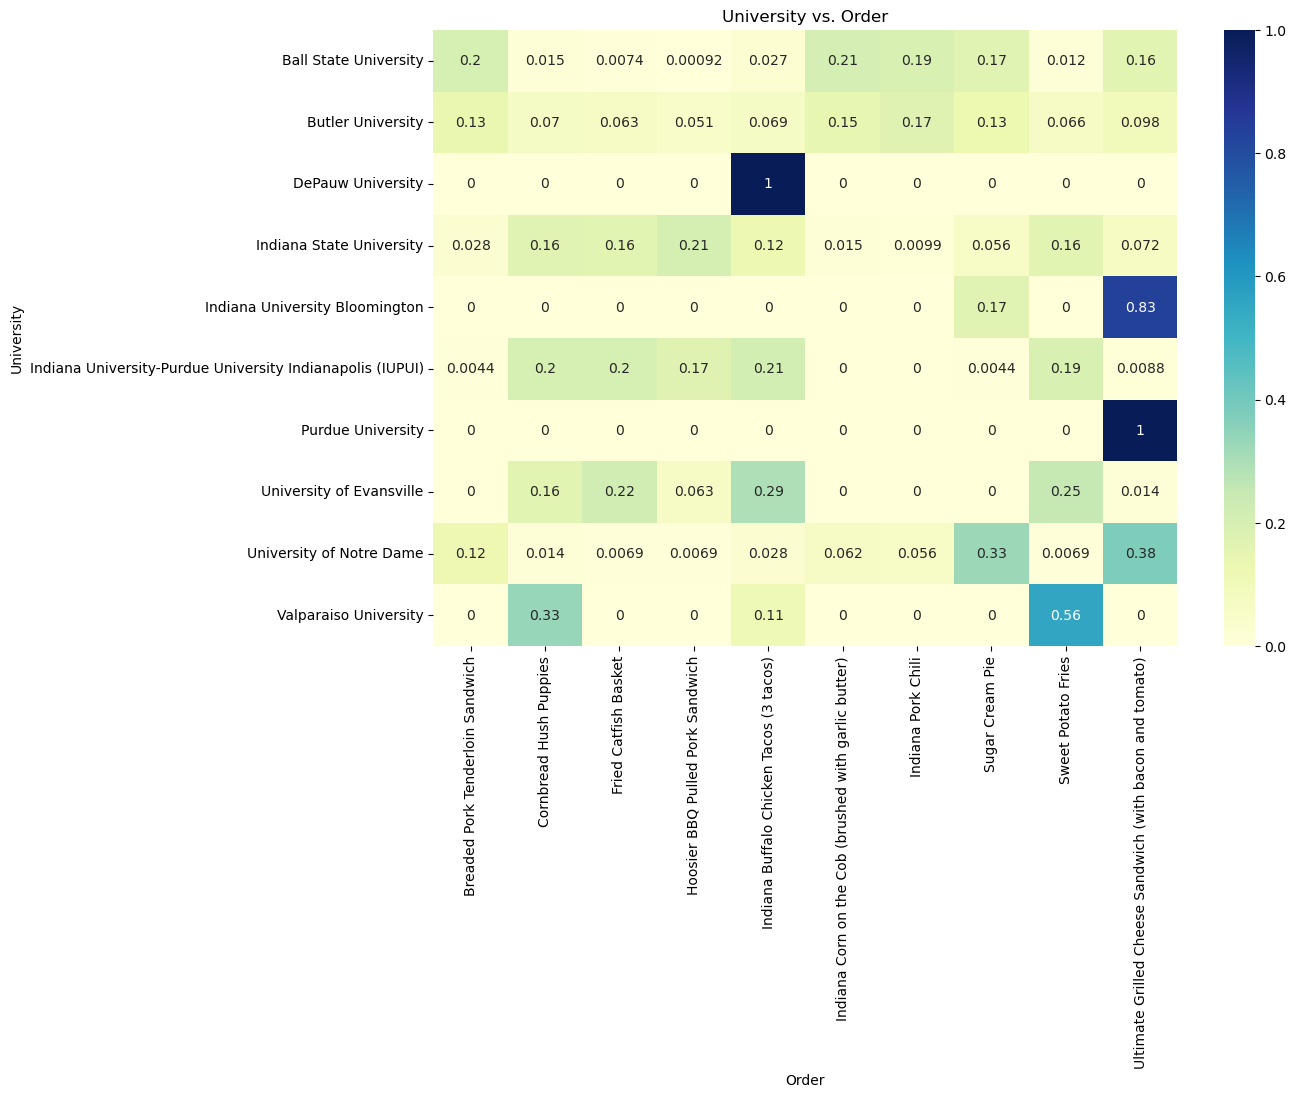 University vs. Order
Ball State University 0.2 0.015 0.0074 0.00092 0.027 0.21 0.19 0.17 0.012 0.16
Butler University 0.13 0.07 0.063 0.051 0.069 0.15 0.17 0.13 0.066 0.098
DePauw University 0 0 0 0 1 0 0 0 0 0
Indiana State University 0.028 0.16 0.16 0.21 0.12 0.015 0.0099 0.056 0.16 0.072
Indiana University Bloomington 0 0 0 0 0 0 0 0.17 0 0.83
Indiana University-Purdue University Indianapolis (IUPUI) 0.0044 0.2 0.2 0.17 0.21 0 0 0.0044 0.19 0.0088
Purdue University 0 0 0 0 0 0 0 0 0 1
University of Evansville 0 0.16 0.22 0.063 0.29 0 0 0 0.25 0.014
University of Notre Dame 0.12 0.014 0.0069 0.0069 0.028 0.062 0.056 0.33 0.0069 0.38
Valparaiso University 0 0.33 0 0 0.11 0 0 0 0.56 0
University
Breaded Pork Tenderloin Sandwich
Cornbread Hush Puppies
Fried Catfish Basket
Hoosier BBQ Pulled Pork Sandwich
Indiana Buffalo Chicken Tacos (3 tacos)
Indiana Corn on the Cob (brushed with garlic butter)
Indiana Pork Chili
Sugar Cream Pie
Sweet Potato Fries
Ultimate Grilled Cheese Sandwich (with bacon and tomato)
Order
1.0
0.8
0.6
0.4
0.2
0.0